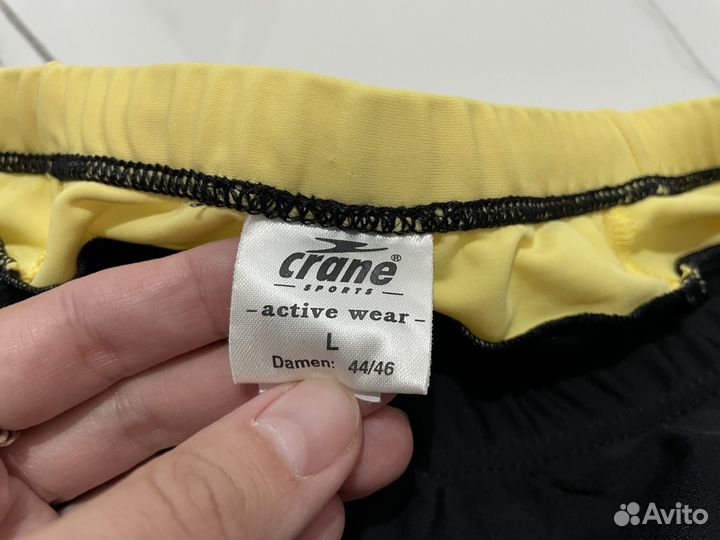 crane®
SPORTS
- active wear -
L
Damen: 44/46
Avito